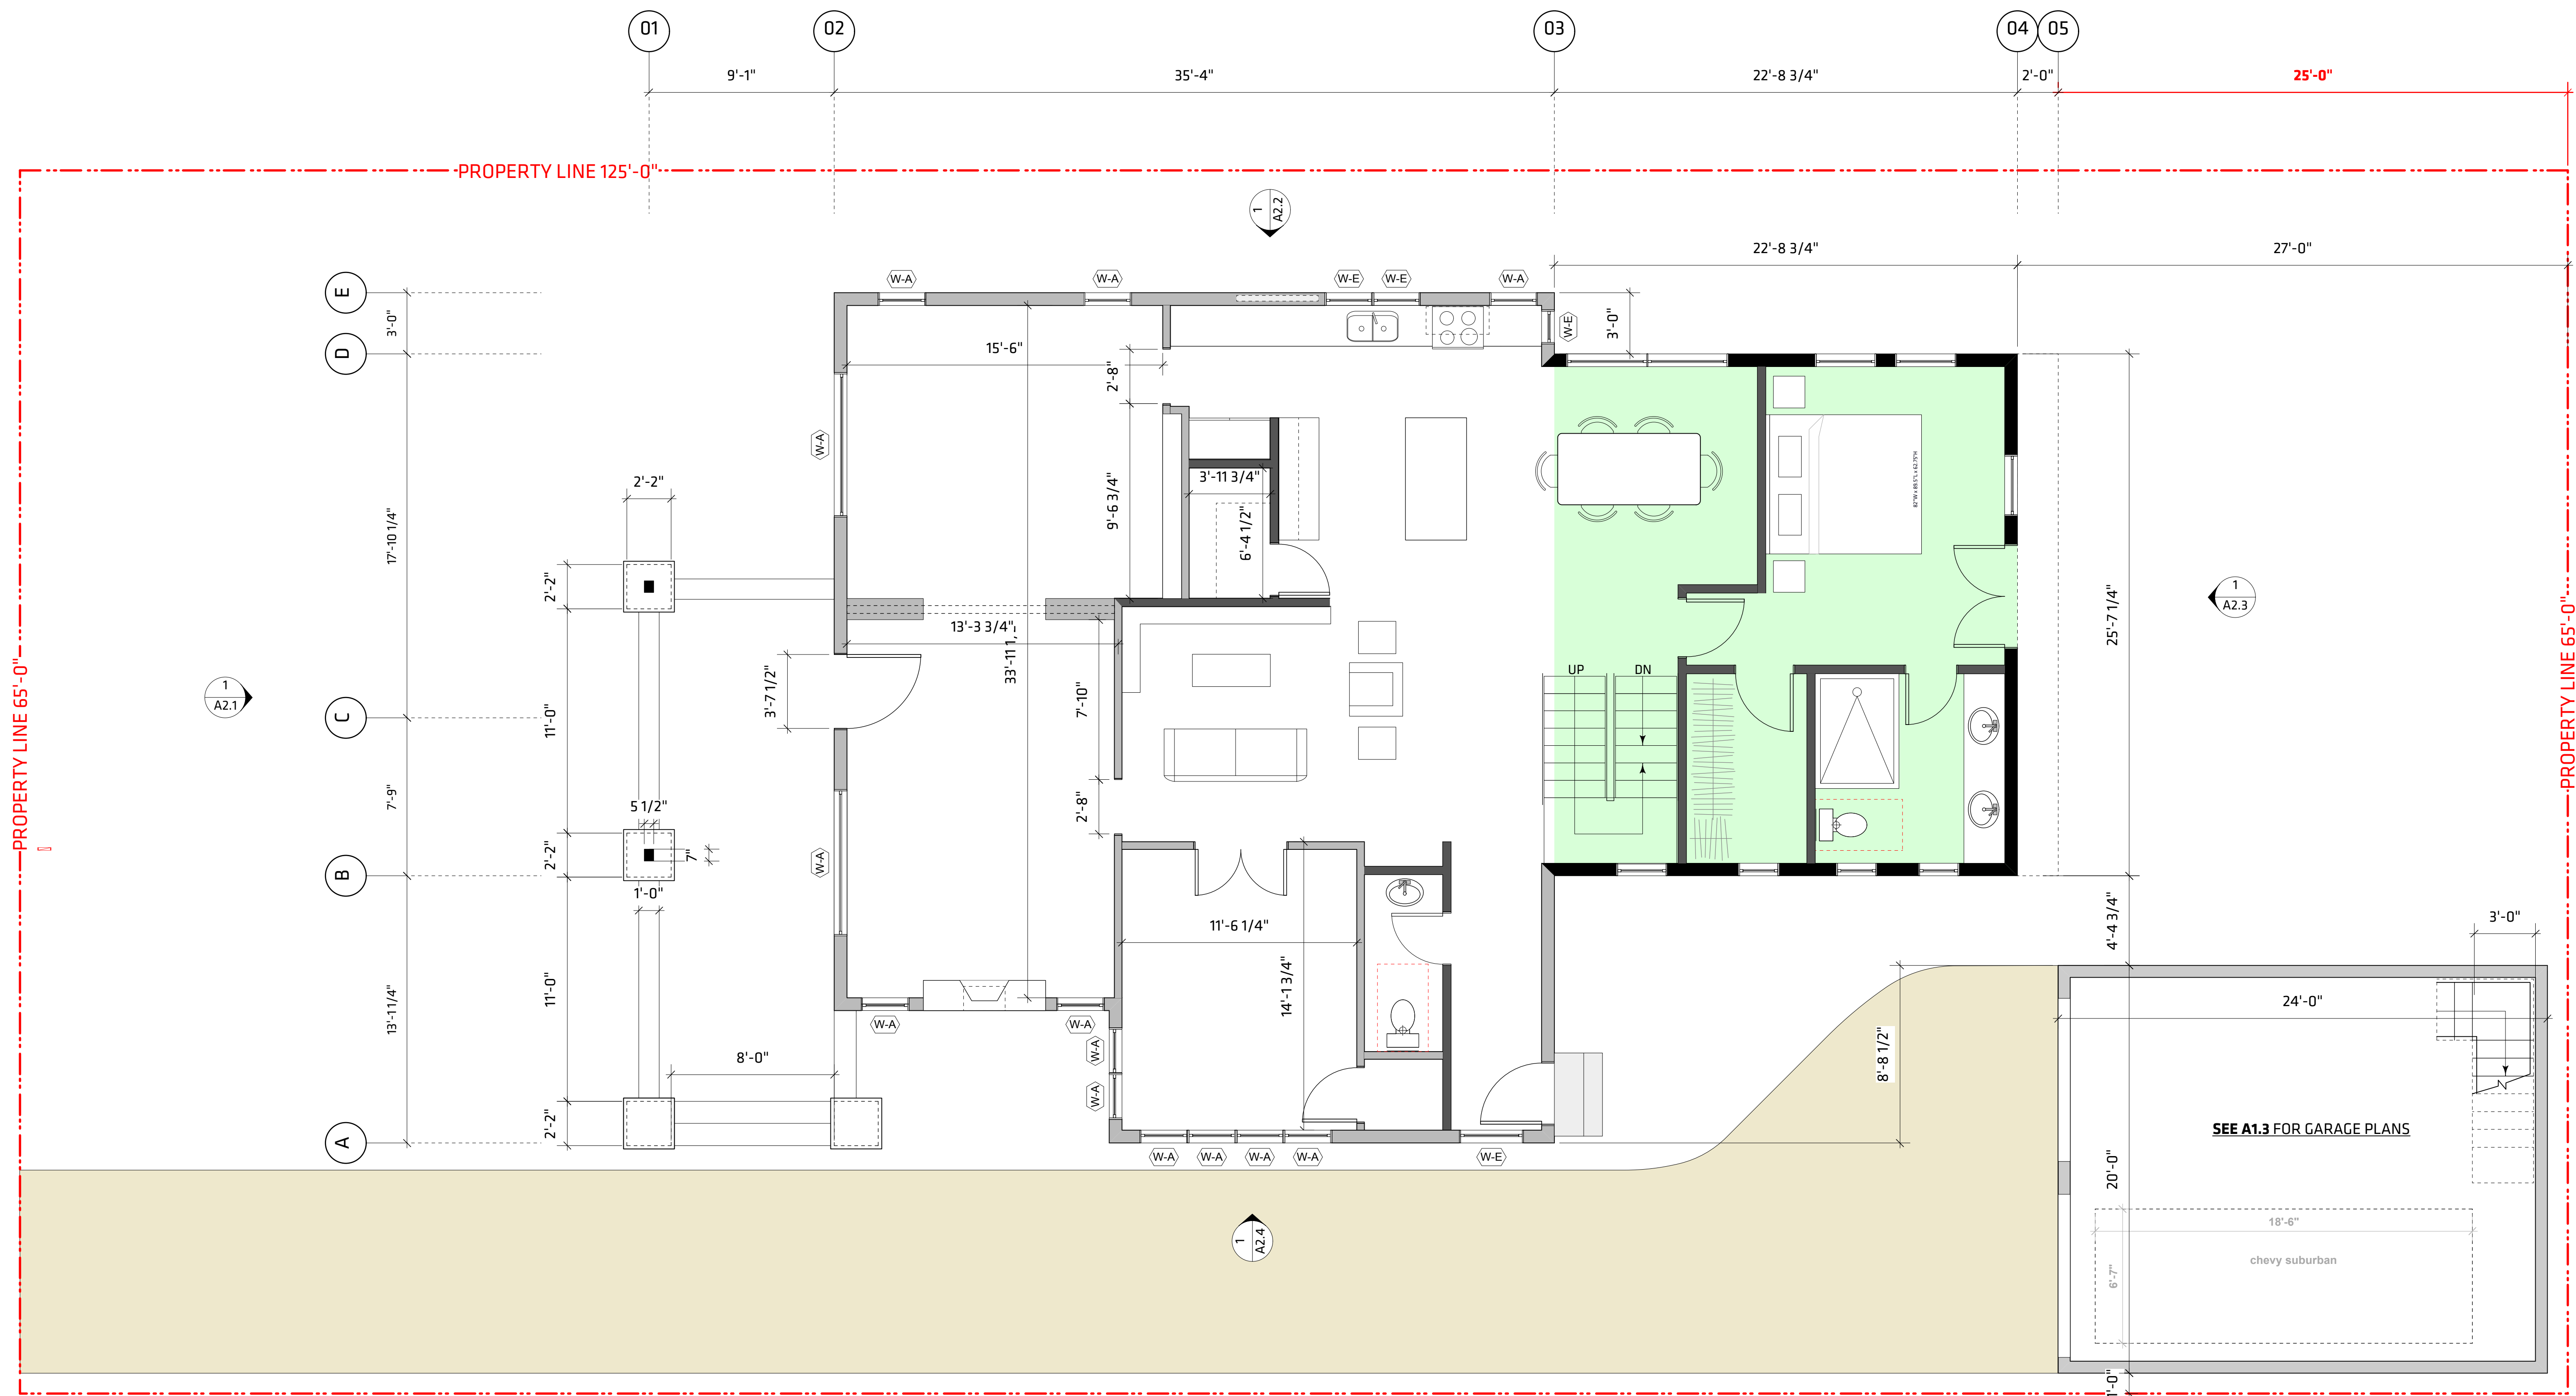 01
02
03
04
05
9'-1"
35'-4"
22'-8 3/4"
2'-0"
25'-0"
PROPERTY LINE 125'-0"
1
A2.2
22'-8 3/4"
27'-0"
E
W-A
W-A
W-E
W-E
W-A
3'-0"
W-E
3'-0"
D
15'-6"
2'-8"
W-A
2'-2"
3'-11 3/4"
9'-6 3/4"
6'-4 1/2"
82"W x 89.5"L x 62.75"H
17'-10 1/4"
2'-2"
25'-7 1/4"
1
A2.3
13'-3 3/4"
33'-11 1
PROPERTY LINE 65'-0"
PROPERTY LINE 65'-0"
1
A2.1
C
11'-0"
3'-7 1/2"
7'-10"
UP
DN
7'-9"
5 1/2"
2'-8"
2'-2"
7"
W-A
B
1'-0"
11'-6 1/4"
4'-4 3/4"
3'-0"
13'-1 1/4"
11'-0"
14'-1 3/4"
24'-0"
W-A
W-A
W-A
8'-0"
8'-8 1/2"
W-A
A
2'-2"
SEE A1.3 FOR GARAGE PLANS
W-A
W-A
W-A
W-A
W-E
20'-0"
1
A2.4
18'-6"
chevy suburban
6'-7"
1'-0"